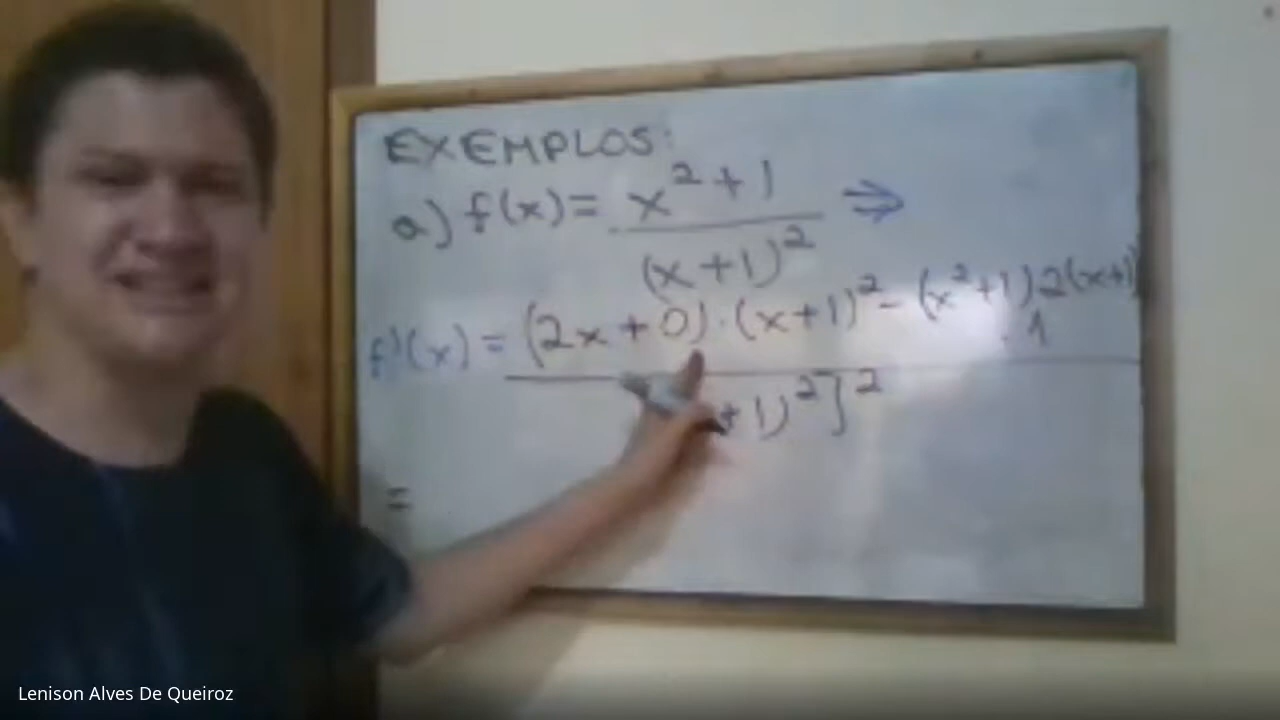 EXEMPLOS:
a) f(x) = x² + 1 ⇒
(x + 1)²
f'(x) = (2x + 0) · (x + 1)² - (x² + 1) 2(x+1)
. 1
+ 1)²]²
=
Lenison Alves De Queiroz